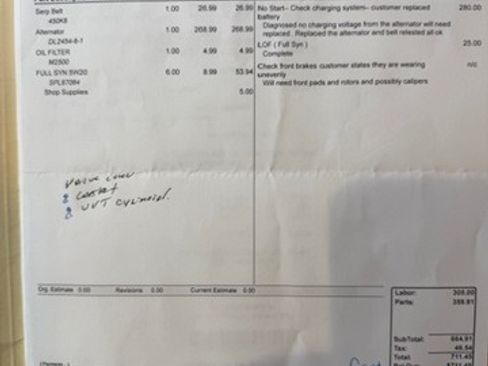 Serp Belt 1.00 26.99 26.99
450K8
Alternator 1.00 268.99 268.99
DL2454-8-1
OIL FILTER 1.00 4.99 4.99
M2500
FULL SYN 5W20 6.00 8.99 53.94
SPL87084
Shop Supplies 5.00
No Start- Check charging system- customer replaced 280.00
battery
Diagnosed no charging voltage from the alternator will need
replaced. Replaced the alternator and belt retested all ok
LOF (Full Syn) 25.00
Complete
Check front brakes customer states they are wearing n/c
unevenly
Will need front pads and rotors and possibly calipers
Valve cover
& Gasket
& VVT cylinder.
Org. Estimate 0.00 Revisions 0.00 Current Estimate 0.00
Labor: 305.00
Parts: 359.91
SubTotal: 664.91
Tax: 46.54
Total: 711.45